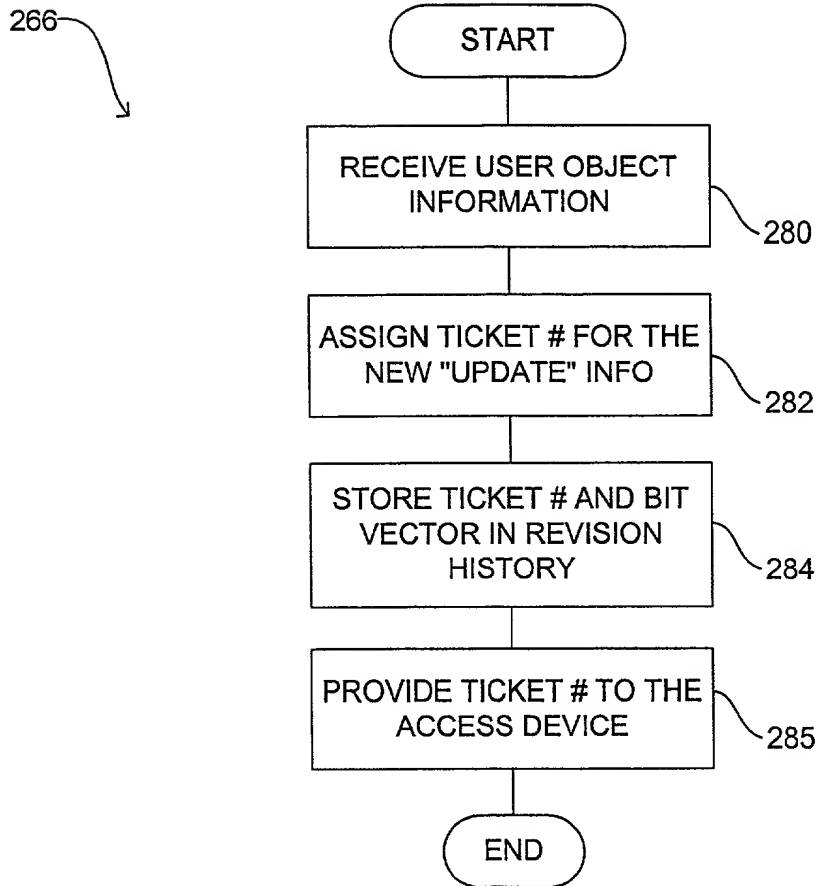 266
START
RECEIVE USER OBJECT
INFORMATION
280
ASSIGN TICKET # FOR THE
NEW "UPDATE" INFO
282
STORE TICKET # AND BIT
VECTOR IN REVISION
HISTORY
284
PROVIDE TICKET # TO THE
ACCESS DEVICE
285
END